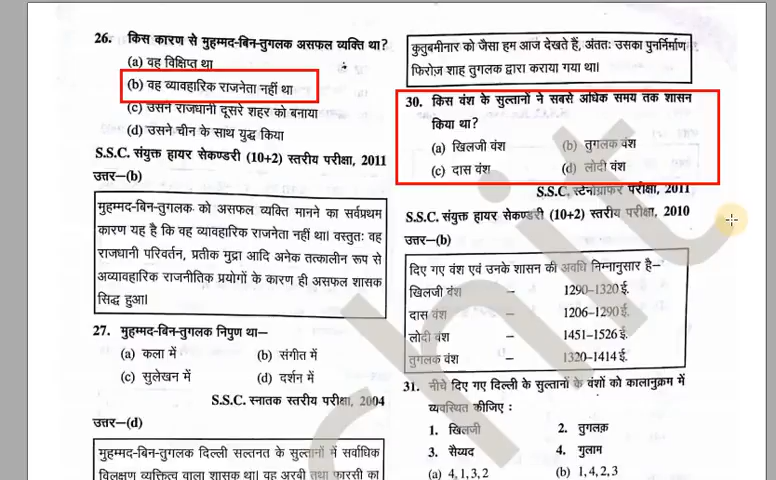 26. किस कारण से मुहम्मद-बिन-तुगलक असफल व्यक्ति था?
(a) वह विक्षिप्त था
(b) वह व्यावहारिक राजनेता नहीं था
(c) उसने राजधानी दूसरे शहर को बनाया
(d) उसने चीन के साथ युद्ध किया
S.S.C. संयुक्त हायर सेकण्डरी (10+2) स्तरीय परीक्षा, 2011
उत्तर–(b)
मुहम्मद-बिन-तुगलक को असफल व्यक्ति मानने का सर्वप्रथम
कारण यह है कि वह व्यावहारिक राजनेता नहीं था। वस्तुतः वह
राजधानी परिवर्तन, प्रतीक मुद्रा आदि अनेक तत्कालीन रूप से
अव्यावहारिक राजनीतिक प्रयोगों के कारण ही असफल शासक
सिद्ध हुआ।
27. मुहम्मद-बिन-तुगलक निपुण था–
(a) कला में (b) संगीत में
(c) सुलेखन में (d) दर्शन में
S.S.C. स्नातक स्तरीय परीक्षा, 2004
उत्तर–(d)
मुहम्मद-बिन-तुगलक दिल्ली सल्तनत के सुल्तानों में सर्वाधिक
विलक्षण व्यक्तित्व वाला शासक था। वह अरबी तथा फारसी का
कुतुबमीनार को जैसा हम आज देखते हैं, अंततः उसका पुनर्निर्माण
फिरोज़ शाह तुगलक द्वारा कराया गया था।
30. किस वंश के सुल्तानों ने सबसे अधिक समय तक शासन
किया था?
(a) खिलजी वंश (b) तुगलक वंश
(c) दास वंश (d) लोदी वंश
S.S.C. स्टेनोग्राफर परीक्षा, 2011
S.S.C. संयुक्त हायर सेकण्डरी (10+2) स्तरीय परीक्षा, 2010
उत्तर–(b)
दिए गए वंश एवं उनके शासन की अवधि निम्नानुसार है–
खिलजी वंश – 1290–1320 ई.
दास वंश – 1206–1290 ई.
लोदी वंश – 1451–1526 ई.
तुगलक वंश – 1320–1414 ई.
31. नीचे दिए गए दिल्ली के सुल्तानों के वंशों को कालानुक्रम में
व्यवस्थित कीजिए :
1. खिलजी 2. तुगलक़
3. सैय्यद 4. गुलाम
(a) 4,1,3,2 (b) 1,4,2,3